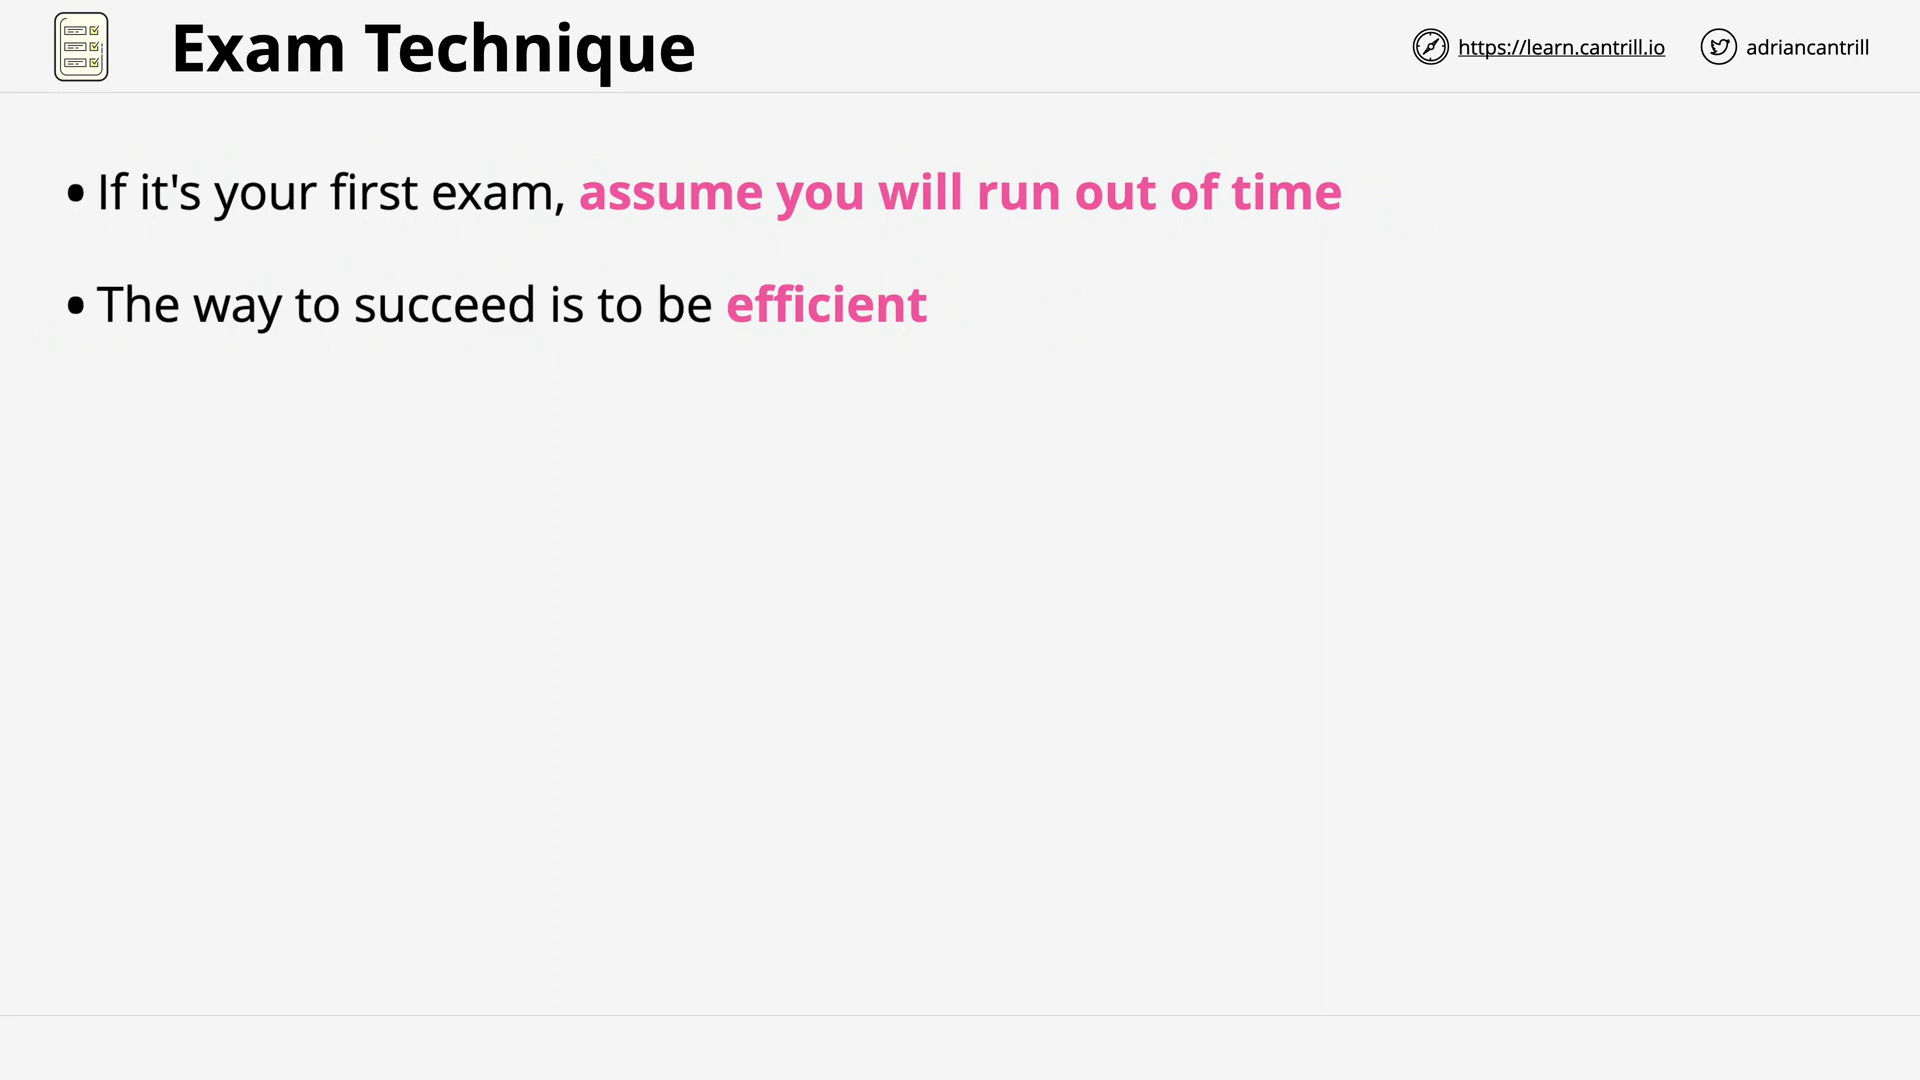 Exam Technique
https://learn.cantrill.io
adriancantrill
• If it's your first exam, assume you will run out of time
• The way to succeed is to be efficient